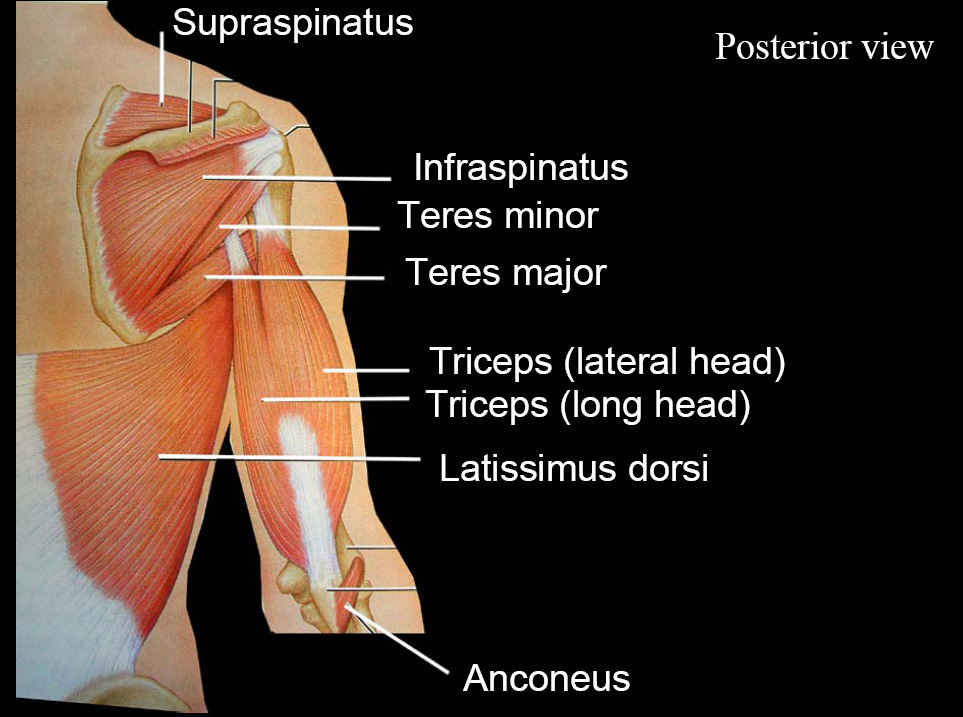 Supraspinatus
Posterior view
Infraspinatus
Teres minor
Teres major
Triceps (lateral head)
Triceps (long head)
Latissimus dorsi
Anconeus